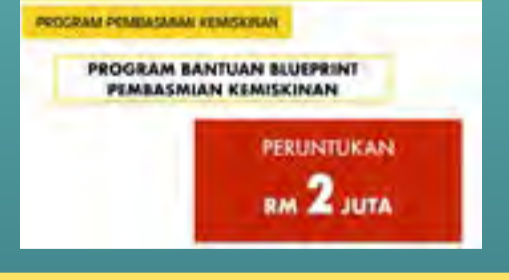 PROGRAM PEMBASMIAN KEMISKINAN
PROGRAM BANTUAN BLUEPRINT
PEMBASMIAN KEMISKINAN
PERUNTUKAN
RM 2 JUTA